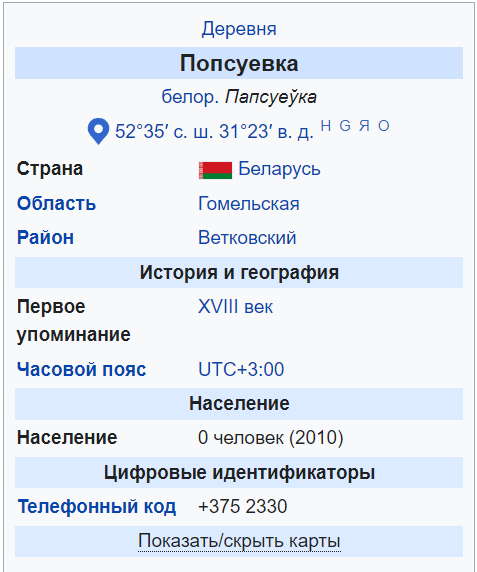 Деревня
Попсуевка
белор. Папсуеўка
52°35′ с. ш. 31°23′ в. д. H G Я O
Страна Беларусь
Область Гомельская
Район Ветковский
История и география
Первое упоминание XVIII век
Часовой пояс UTC+3:00
Население
Население 0 человек (2010)
Цифровые идентификаторы
Телефонный код +375 2330
Показать/скрыть карты